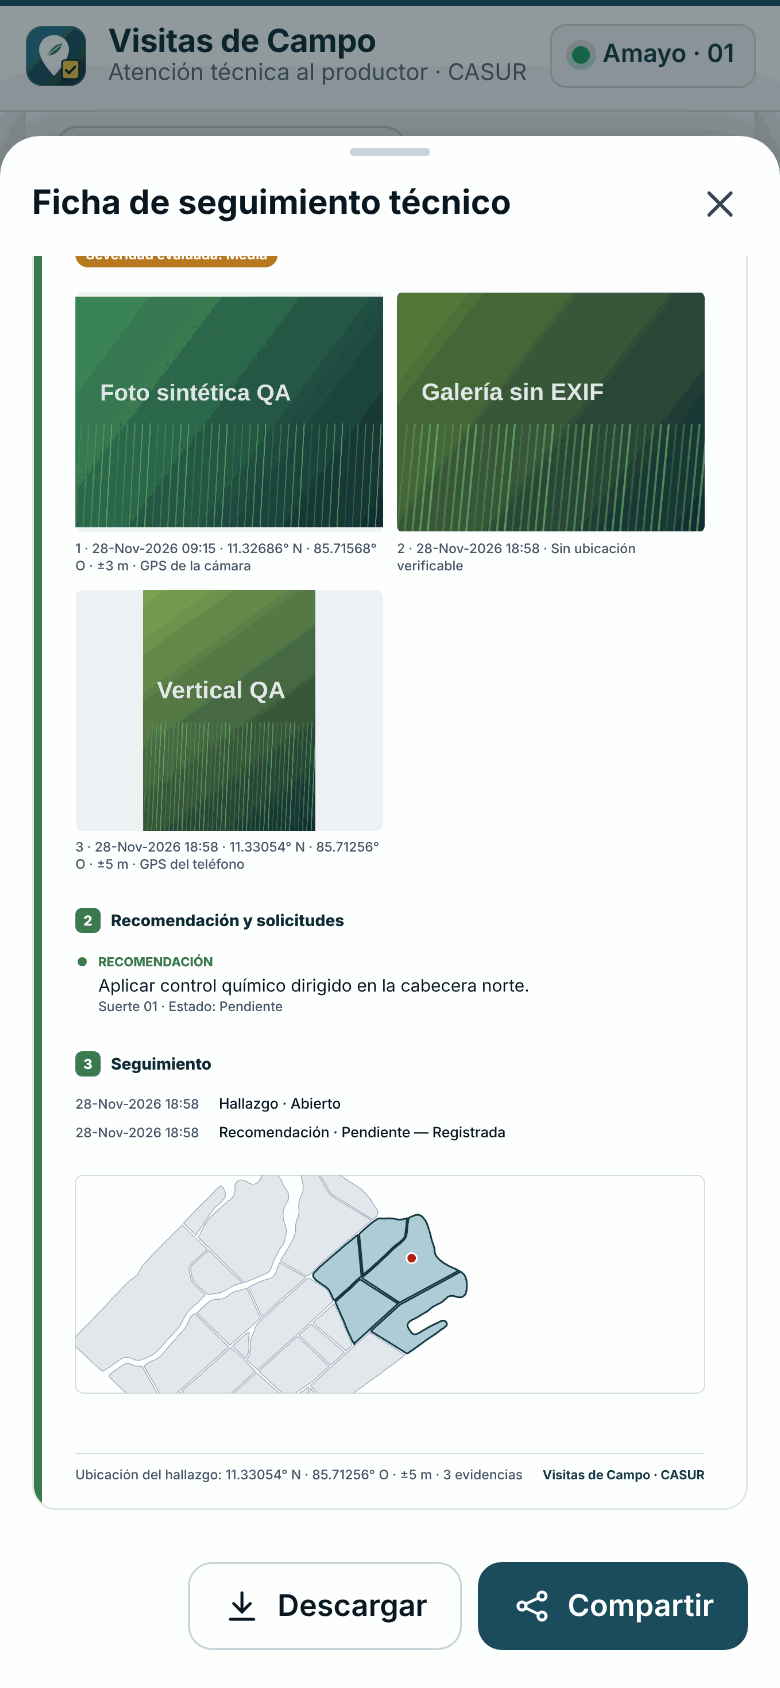 Visitas de Campo
Atención técnica al productor · CASUR
Amayo · 01
Ficha de seguimiento técnico
Severidad evaluada: Media
Foto sintética QA
Galería sin EXIF
1 · 28-Nov-2026 09:15 · 11.32686° N · 85.71568°
O · ±3 m · GPS de la cámara
2 · 28-Nov-2026 18:58 · Sin ubicación
verificable
Vertical QA
3 · 28-Nov-2026 18:58 · 11.33054° N · 85.71256°
O · ±5 m · GPS del teléfono
2 Recomendación y solicitudes
RECOMENDACIÓN
Aplicar control químico dirigido en la cabecera norte.
Suerte 01 · Estado: Pendiente
3 Seguimiento
28-Nov-2026 18:58 Hallazgo · Abierto
28-Nov-2026 18:58 Recomendación · Pendiente — Registrada
Ubicación del hallazgo: 11.33054° N · 85.71256° O · ±5 m · 3 evidencias
Visitas de Campo · CASUR
Descargar
Compartir